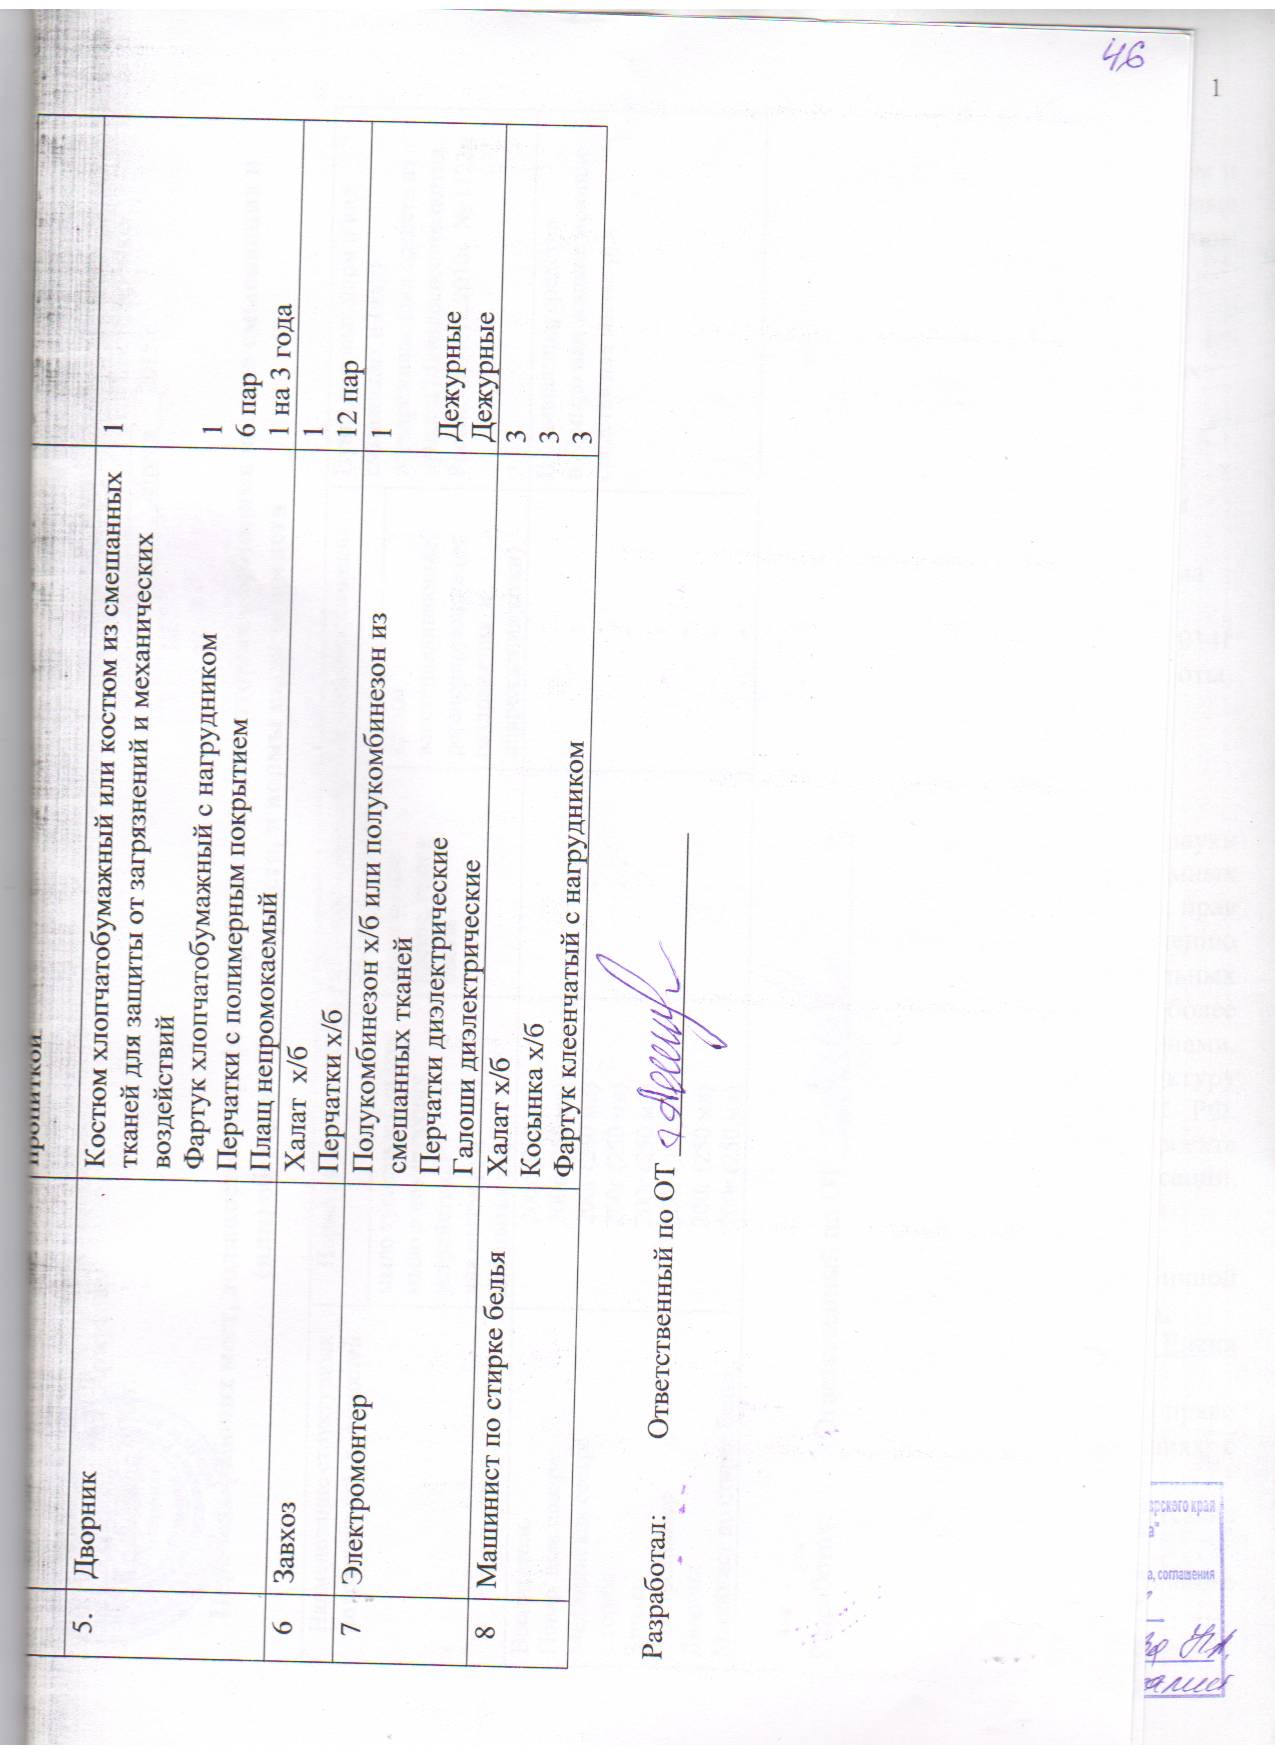 46
1
пропиткой
5. Дворник Костюм хлопчатобумажный или костюм из смешанных 1
тканей для защиты от загрязнений и механических
воздействий
Фартук хлопчатобумажный с нагрудником 1
Перчатки с полимерным покрытием 6 пар
Плащ непромокаемый 1 на 3 года
6 Завхоз Халат х/б 1
Перчатки х/б 12 пар
7 Электромонтер Полукомбинезон х/б или полукомбинезон из 1
смешанных тканей
Перчатки диэлектрические Дежурные
Галоши диэлектрические Дежурные
8 Машинист по стирке белья Халат х/б 3
Косынка х/б 3
Фартук клеенчатый с нагрудником 3
Разработал: Ответственный по ОТ
края
соглашения